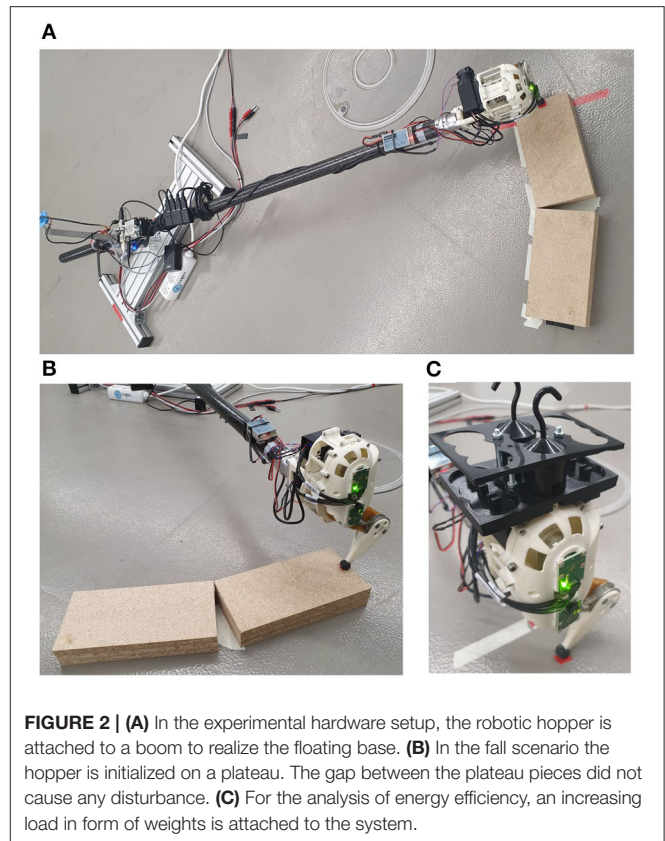 A
B
C
FIGURE 2 | (A) In the experimental hardware setup, the robotic hopper is
attached to a boom to realize the floating base. (B) In the fall scenario the
hopper is initialized on a plateau. The gap between the plateau pieces did not
cause any disturbance. (C) For the analysis of energy efficiency, an increasing
load in form of weights is attached to the system.